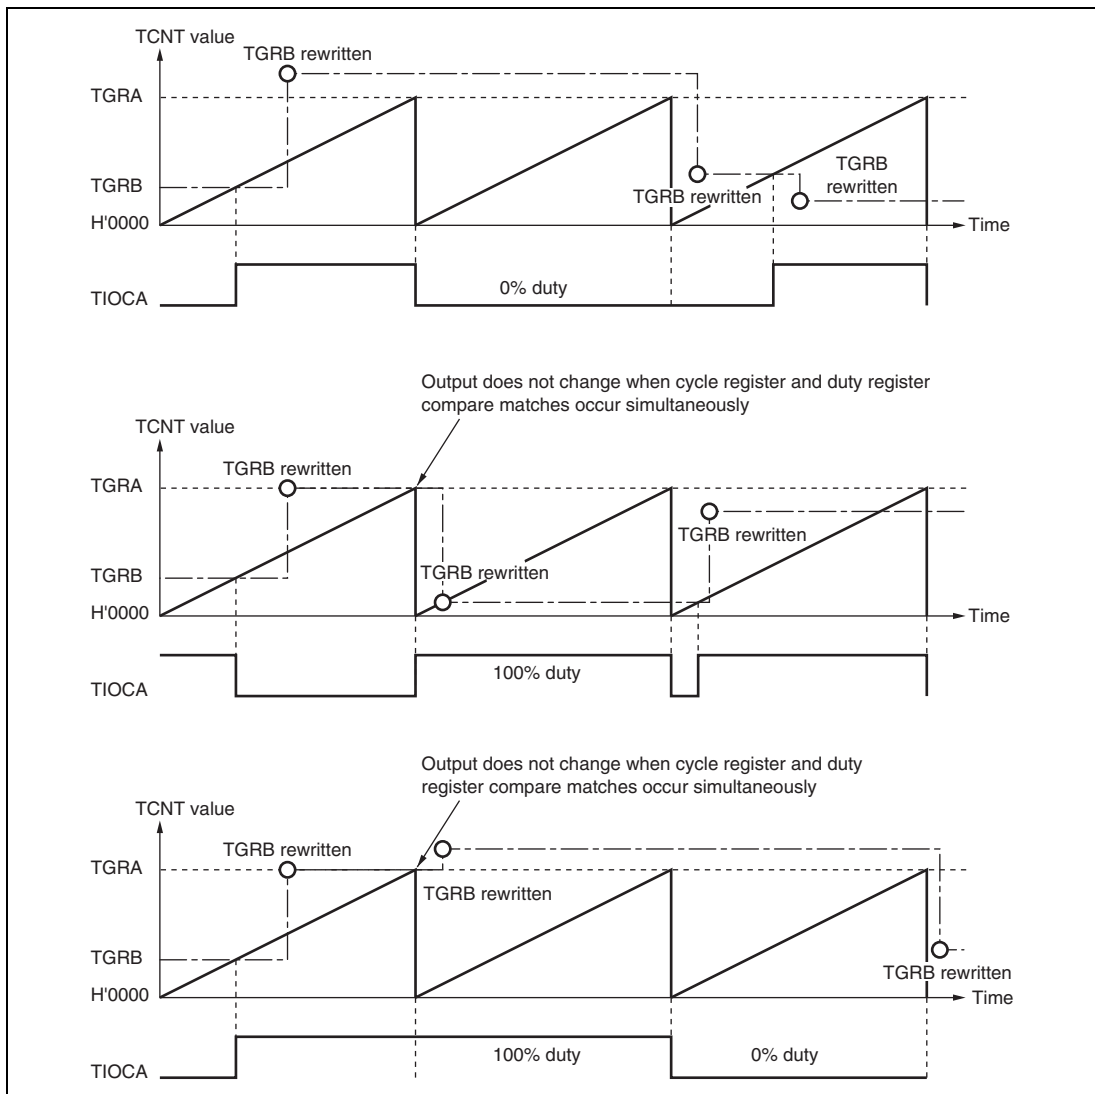 TCNT value
TGRB rewritten
TGRA
TGRB
rewritten
TGRB
TGRB rewritten
H'0000
Time
0% duty
TIOCA
Output does not change when cycle register and duty register
compare matches occur simultaneously
TCNT value
TGRB rewritten
TGRA
TGRB rewritten
TGRB
TGRB rewritten
H'0000
Time
100% duty
TIOCA
Output does not change when cycle register and duty
register compare matches occur simultaneously
TCNT value
TGRB rewritten
TGRA
TGRB rewritten
TGRB
TGRB rewritten
H'0000
Time
100% duty
0% duty
TIOCA